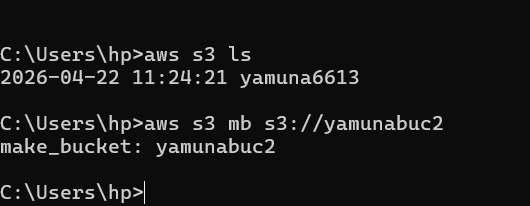 C:\Users\hp>aws s3 ls
2026-04-22 11:24:21 yamuna6613
C:\Users\hp>aws s3 mb s3://yamunabuc2
make_bucket: yamunabuc2
C:\Users\hp>